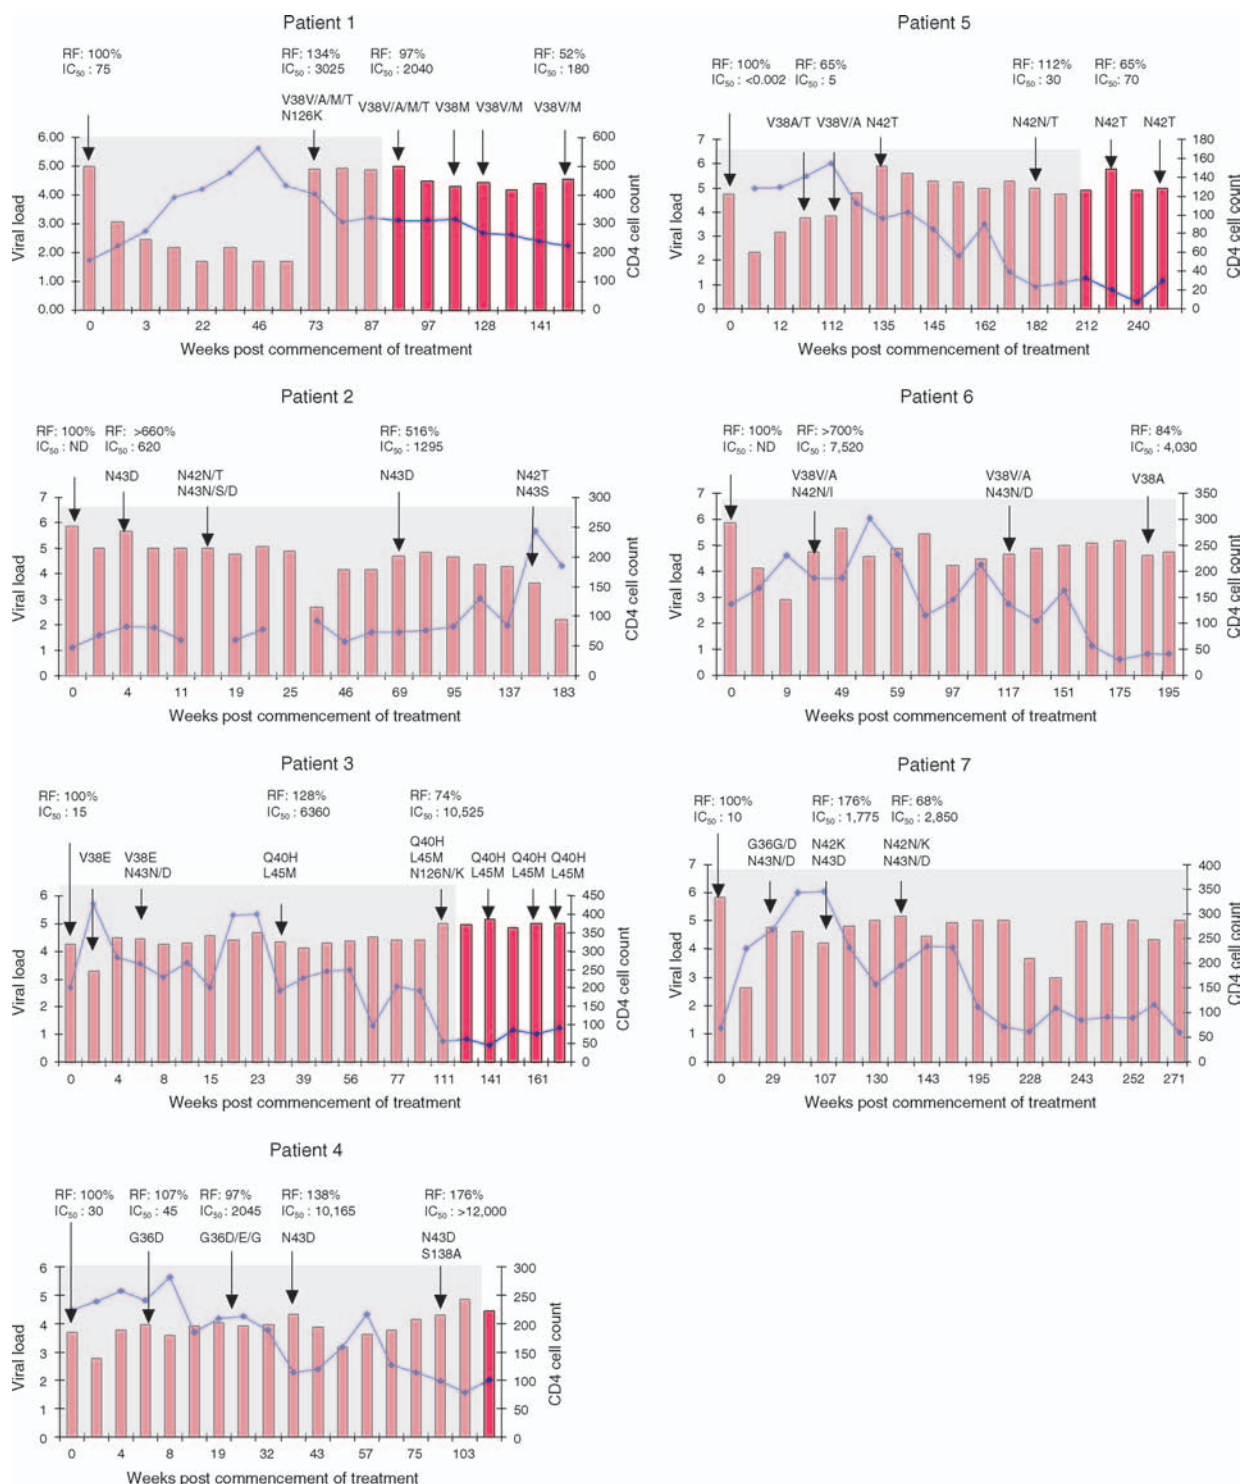 Patient 1
RF: 100% RF: 134% RF: 97% RF: 52%
IC50 : 75 IC50 : 3025 IC50 : 2040 IC50 : 180
V38V/A/M/T V38V/A/M/T V38M V38V/M V38V/M
N126K
6.00 5.00 4.00 3.00 2.00 1.00 0.00
Viral load
600 500 400 300 200 100 0
CD4 cell count
0 3 22 46 73 87 97 128 141
Weeks post commencement of treatment
Patient 5
RF: 100% RF: 65% RF: 112% RF: 65%
IC50 : <0.002 IC50 : 5 IC50 : 30 IC50 : 70
V38A/T V38V/A N42T N42N/T N42T N42T
7 6 5 4 3 2 1 0
Viral load
180 160 140 120 100 80 60 40 20 0
CD4 cell count
0 12 112 135 145 162 182 212 240
Weeks post commencement of treatment
Patient 2
RF: 100% RF: >660% RF: 516%
IC50 : ND IC50 : 620 IC50 : 1295
N43D N42N/T N43D N42T
N43N/S/D N43S
7 6 5 4 3 2 1 0
Viral load
300 250 200 150 100 50 0
CD4 cell count
0 4 11 19 25 46 69 95 137 183
Weeks post commencement of treatment
Patient 6
RF: 100% RF: >700% RF: 84%
IC50 : ND IC50 : 7,520 IC50 : 4,030
V38V/A V38V/A V38A
N42N/I N43N/D
7 6 5 4 3 2 1 0
Viral load
350 300 250 200 150 100 50 0
CD4 cell count
0 9 49 59 97 117 151 175 195
Weeks post commencement of treatment
Patient 3
RF: 100% RF: 128% RF: 74%
IC50 : 15 IC50 : 6360 IC50 : 10,525
Q40H
V38E V38E Q40H L45M Q40H Q40H Q40H
N43N/D L45M N126N/K L45M L45M L45M
6 5 4 3 2 1 0
Viral load
450 400 350 300 250 200 150 100 50 0
CD4 cell count
0 4 8 15 23 39 56 77 111 141 161
Weeks post commencement of treatment
Patient 7
RF: 100% RF: 176% RF: 68%
IC50 : 10 IC50 : 1,775 IC50 : 2,850
G36G/D N42K N42N/K
N43N/D N43D N43N/D
7 6 5 4 3 2 1 0
Viral load
400 350 300 250 200 150 100 50 0
CD4 cell count
0 29 107 130 143 195 228 243 252 271
Weeks post commencement of treatment
Patient 4
RF: 100% RF: 107% RF: 97% RF: 138% RF: 176%
IC50 : 30 IC50 : 45 IC50 : 2045 IC50 : 10,165 IC50 : >12,000
G36D G36D/E/G N43D N43D
S138A
6 5 4 3 2 1 0
Viral load
300 250 200 150 100 50 0
CD4 cell count
0 4 8 19 32 43 57 75 103
Weeks post commencement of treatment